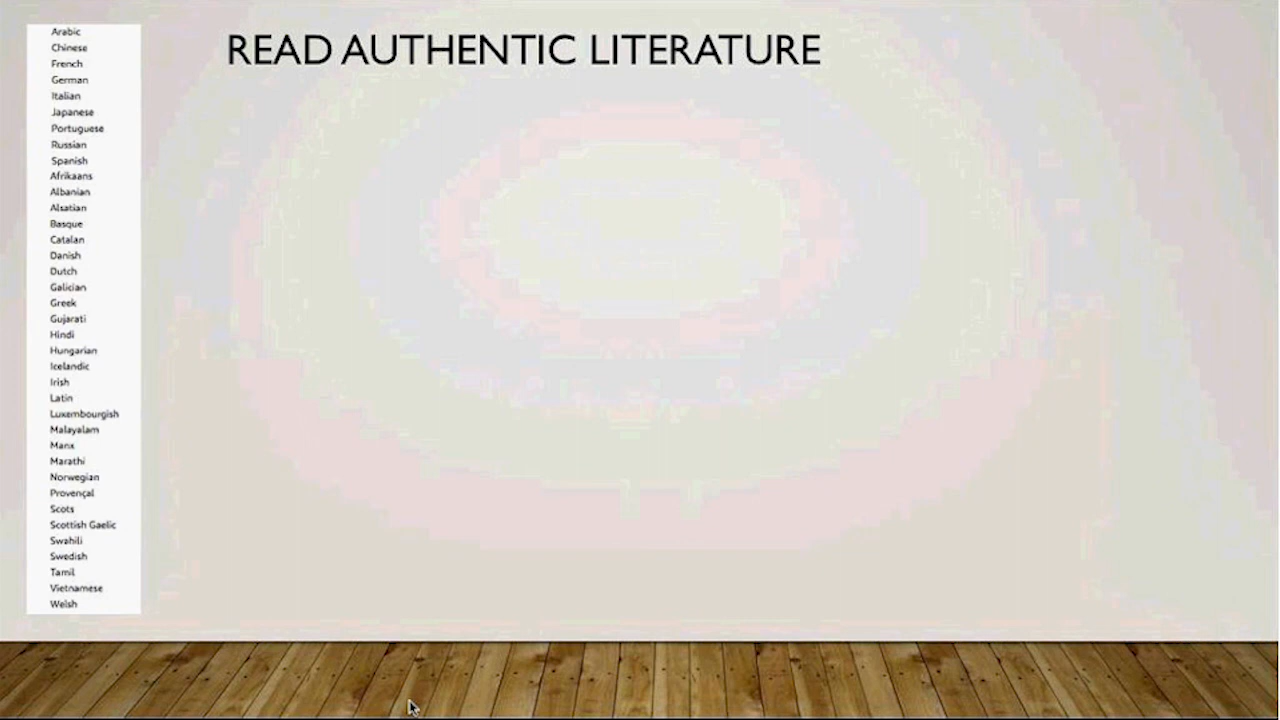 READ AUTHENTIC LITERATURE
Arabic
Chinese
French
German
Italian
Japanese
Portuguese
Russian
Spanish
Afrikaans
Albanian
Alsatian
Basque
Catalan
Danish
Dutch
Galician
Greek
Gujarati
Hindi
Hungarian
Icelandic
Irish
Latin
Luxembourgish
Malayalam
Manx
Marathi
Norwegian
Provençal
Scots
Scottish Gaelic
Swahili
Swedish
Tamil
Vietnamese
Welsh